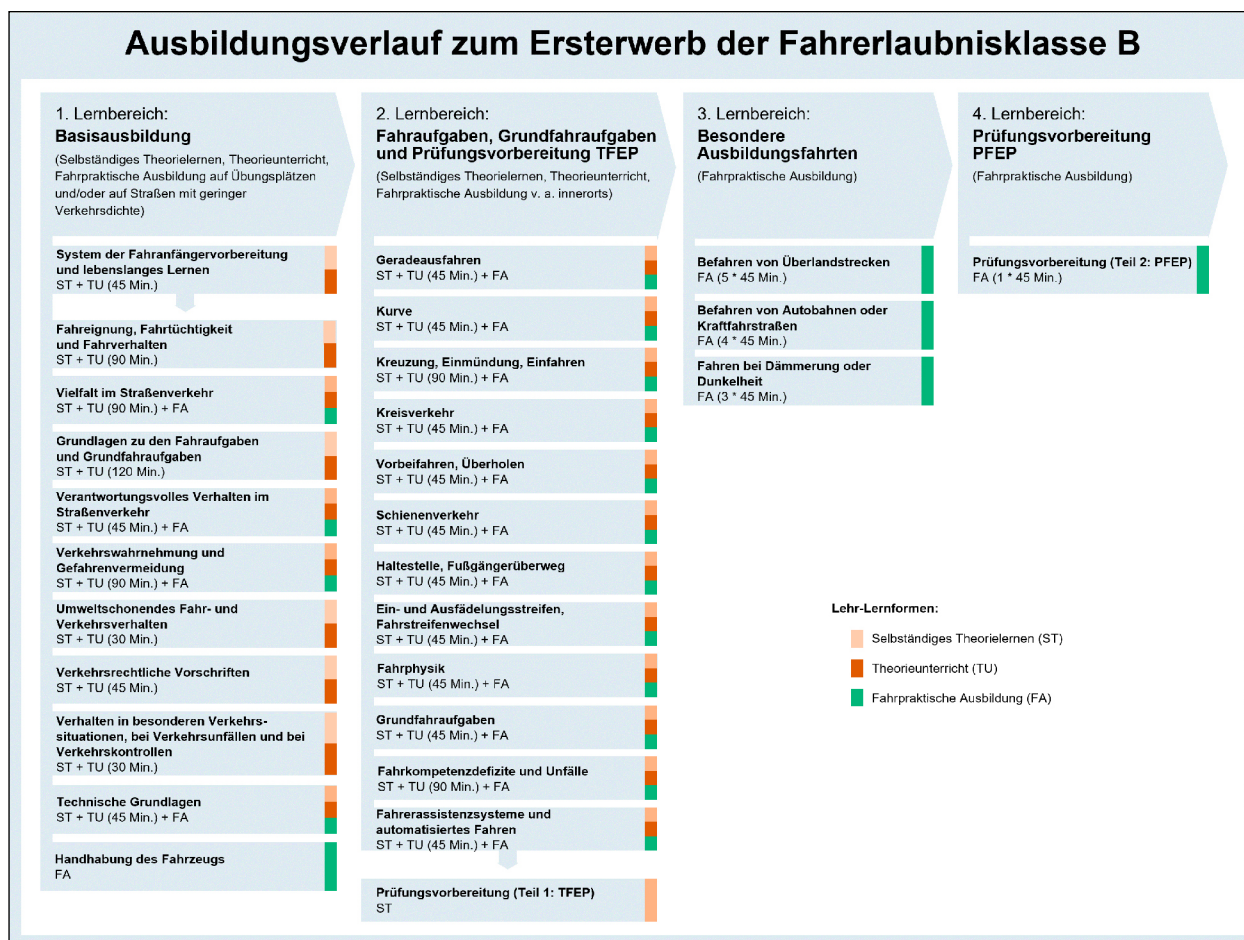 Ausbildungsverlauf zum Ersterwerb der Fahrerlaubnisklasse B
1. Lernbereich:
Basisausbildung
(Selbständiges Theorielernen, Theorieunterricht,
Fahrpraktische Ausbildung auf Übungsplätzen
und/oder auf Straßen mit geringer
Verkehrsdichte)
System der Fahranfängervorbereitung
und lebenslanges Lernen
ST + TU (45 Min.)
Fahreignung, Fahrtüchtigkeit
und Fahrverhalten
ST + TU (90 Min.)
Vielfalt im Straßenverkehr
ST + TU (90 Min.) + FA
Grundlagen zu den Fahraufgaben
und Grundfahraufgaben
ST + TU (120 Min.)
Verantwortungsvolles Verhalten im
Straßenverkehr
ST + TU (45 Min.) + FA
Verkehrswahrnehmung und
Gefahrenvermeidung
ST + TU (90 Min.) + FA
Umweltschonendes Fahr- und
Verkehrsverhalten
ST + TU (30 Min.)
Verkehrsrechtliche Vorschriften
ST + TU (45 Min.)
Verhalten in besonderen Verkehrs-
situationen, bei Verkehrsunfällen und bei
Verkehrskontrollen
ST + TU (30 Min.)
Technische Grundlagen
ST + TU (45 Min.) + FA
Handhabung des Fahrzeugs
FA
2. Lernbereich:
Fahraufgaben, Grundfahraufgaben
und Prüfungsvorbereitung TFEP
(Selbständiges Theorielernen, Theorieunterricht,
Fahrpraktische Ausbildung v. a. innerorts)
Geradeausfahren
ST + TU (45 Min.) + FA
Kurve
ST + TU (45 Min.) + FA
Kreuzung, Einmündung, Einfahren
ST + TU (90 Min.) + FA
Kreisverkehr
ST + TU (45 Min.) + FA
Vorbeifahren, Überholen
ST + TU (45 Min.) + FA
Schienenverkehr
ST + TU (45 Min.) + FA
Haltestelle, Fußgängerüberweg
ST + TU (45 Min.) + FA
Ein- und Ausfädelungsstreifen,
Fahrstreifenwechsel
ST + TU (45 Min.) + FA
Fahrphysik
ST + TU (45 Min.) + FA
Grundfahraufgaben
ST + TU (45 Min.) + FA
Fahrkompetenzdefizite und Unfälle
ST + TU (90 Min.) + FA
Fahrerassistenzsysteme und
automatisiertes Fahren
ST + TU (45 Min.) + FA
Prüfungsvorbereitung (Teil 1: TFEP)
ST
3. Lernbereich:
Besondere
Ausbildungsfahrten
(Fahrpraktische Ausbildung)
Befahren von Überlandstrecken
FA (5 * 45 Min.)
Befahren von Autobahnen oder
Kraftfahrstraßen
FA (4 * 45 Min.)
Fahren bei Dämmerung oder
Dunkelheit
FA (3 * 45 Min.)
4. Lernbereich:
Prüfungsvorbereitung
PFEP
(Fahrpraktische Ausbildung)
Prüfungsvorbereitung (Teil 2: PFEP)
FA (1 * 45 Min.)
Lehr-Lernformen:
Selbständiges Theorielernen (ST)
Theorieunterricht (TU)
Fahrpraktische Ausbildung (FA)